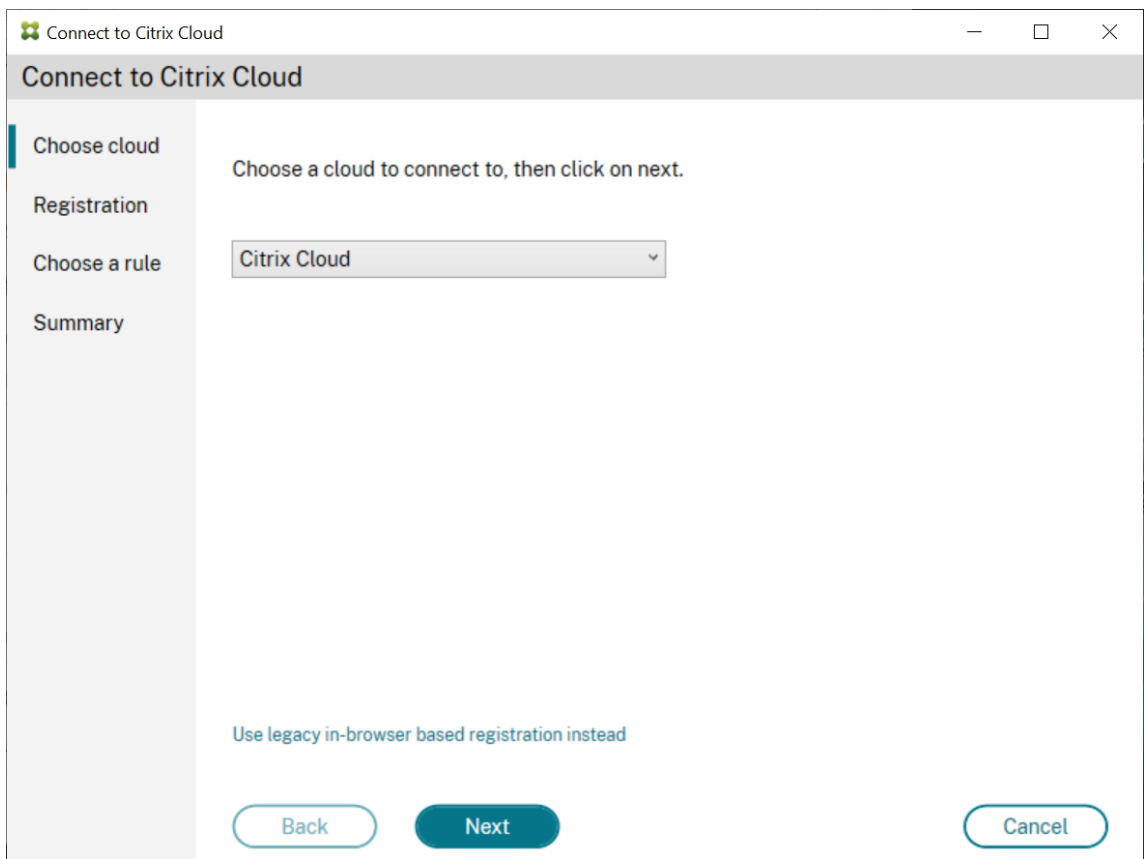 Connect to Citrix Cloud
Connect to Citrix Cloud
Choose cloud
Registration
Choose a rule
Summary
Choose a cloud to connect to, then click on next.
Citrix Cloud
Use legacy in-browser based registration instead
Back
Next
Cancel